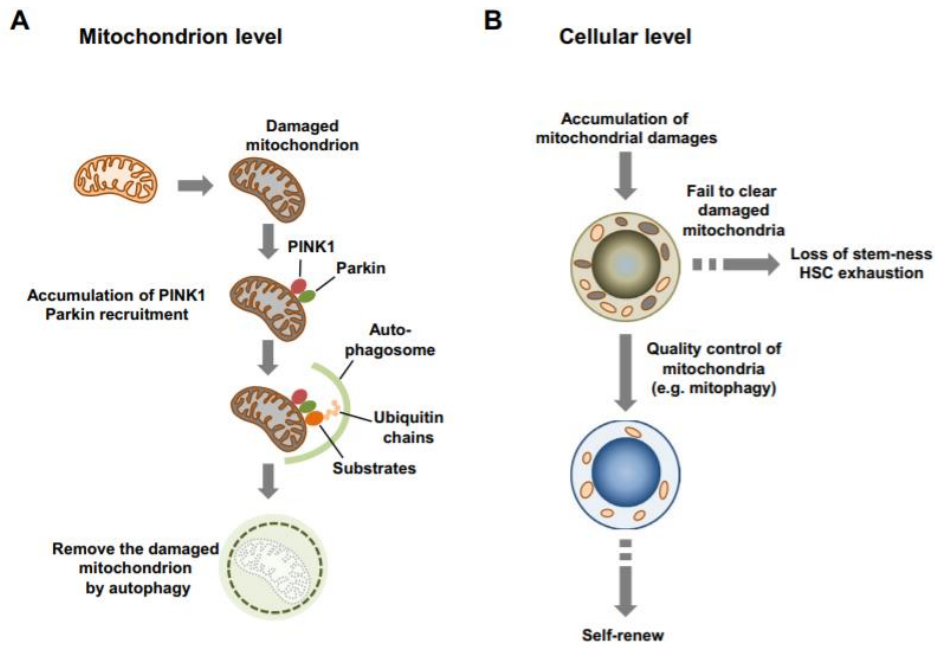 A
Mitochondrion level
Damaged
mitochondrion
PINK1
Parkin
Accumulation of PINK1
Parkin recruitment
Auto-
phagosome
Ubiquitin
chains
Substrates
Remove the damaged
mitochondrion
by autophagy
B
Cellular level
Accumulation of
mitochondrial damages
Fail to clear
damaged
mitochondria
Loss of stem-ness
HSC exhaustion
Quality control of
mitochondria
(e.g. mitophagy)
Self-renew